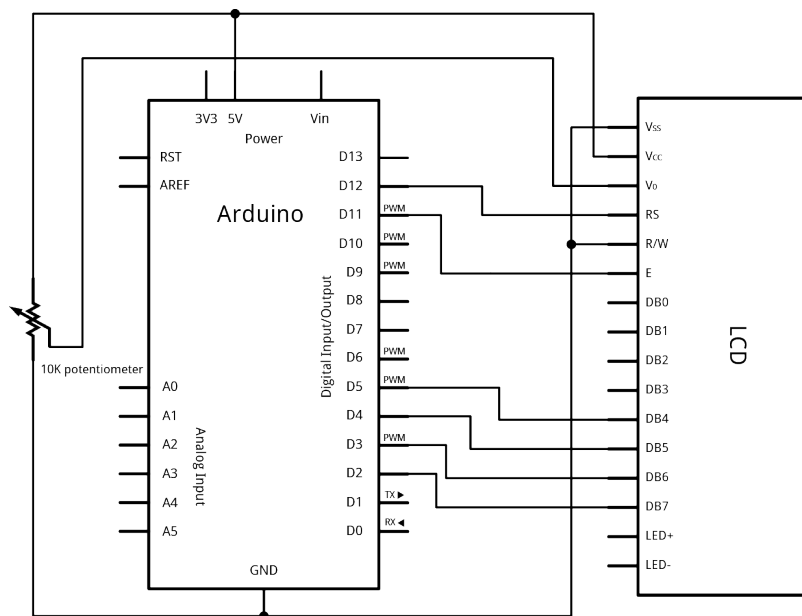 3V3 5V Vin
Power
RST
AREF
Arduino
D13
D12
D11 PWM
D10 PWM
D9 PWM
D8
D7
D6 PWM
D5 PWM
D4
D3 PWM
D2
D1 TX ►
D0 RX ◄
Digital Input/Output
10K potentiometer
A0
A1
A2
A3
A4
A5
Analog Input
GND
Vss
Vcc
V0
RS
R/W
E
DB0
DB1
DB2
DB3
DB4
DB5
DB6
DB7
LED+
LED-
LCD